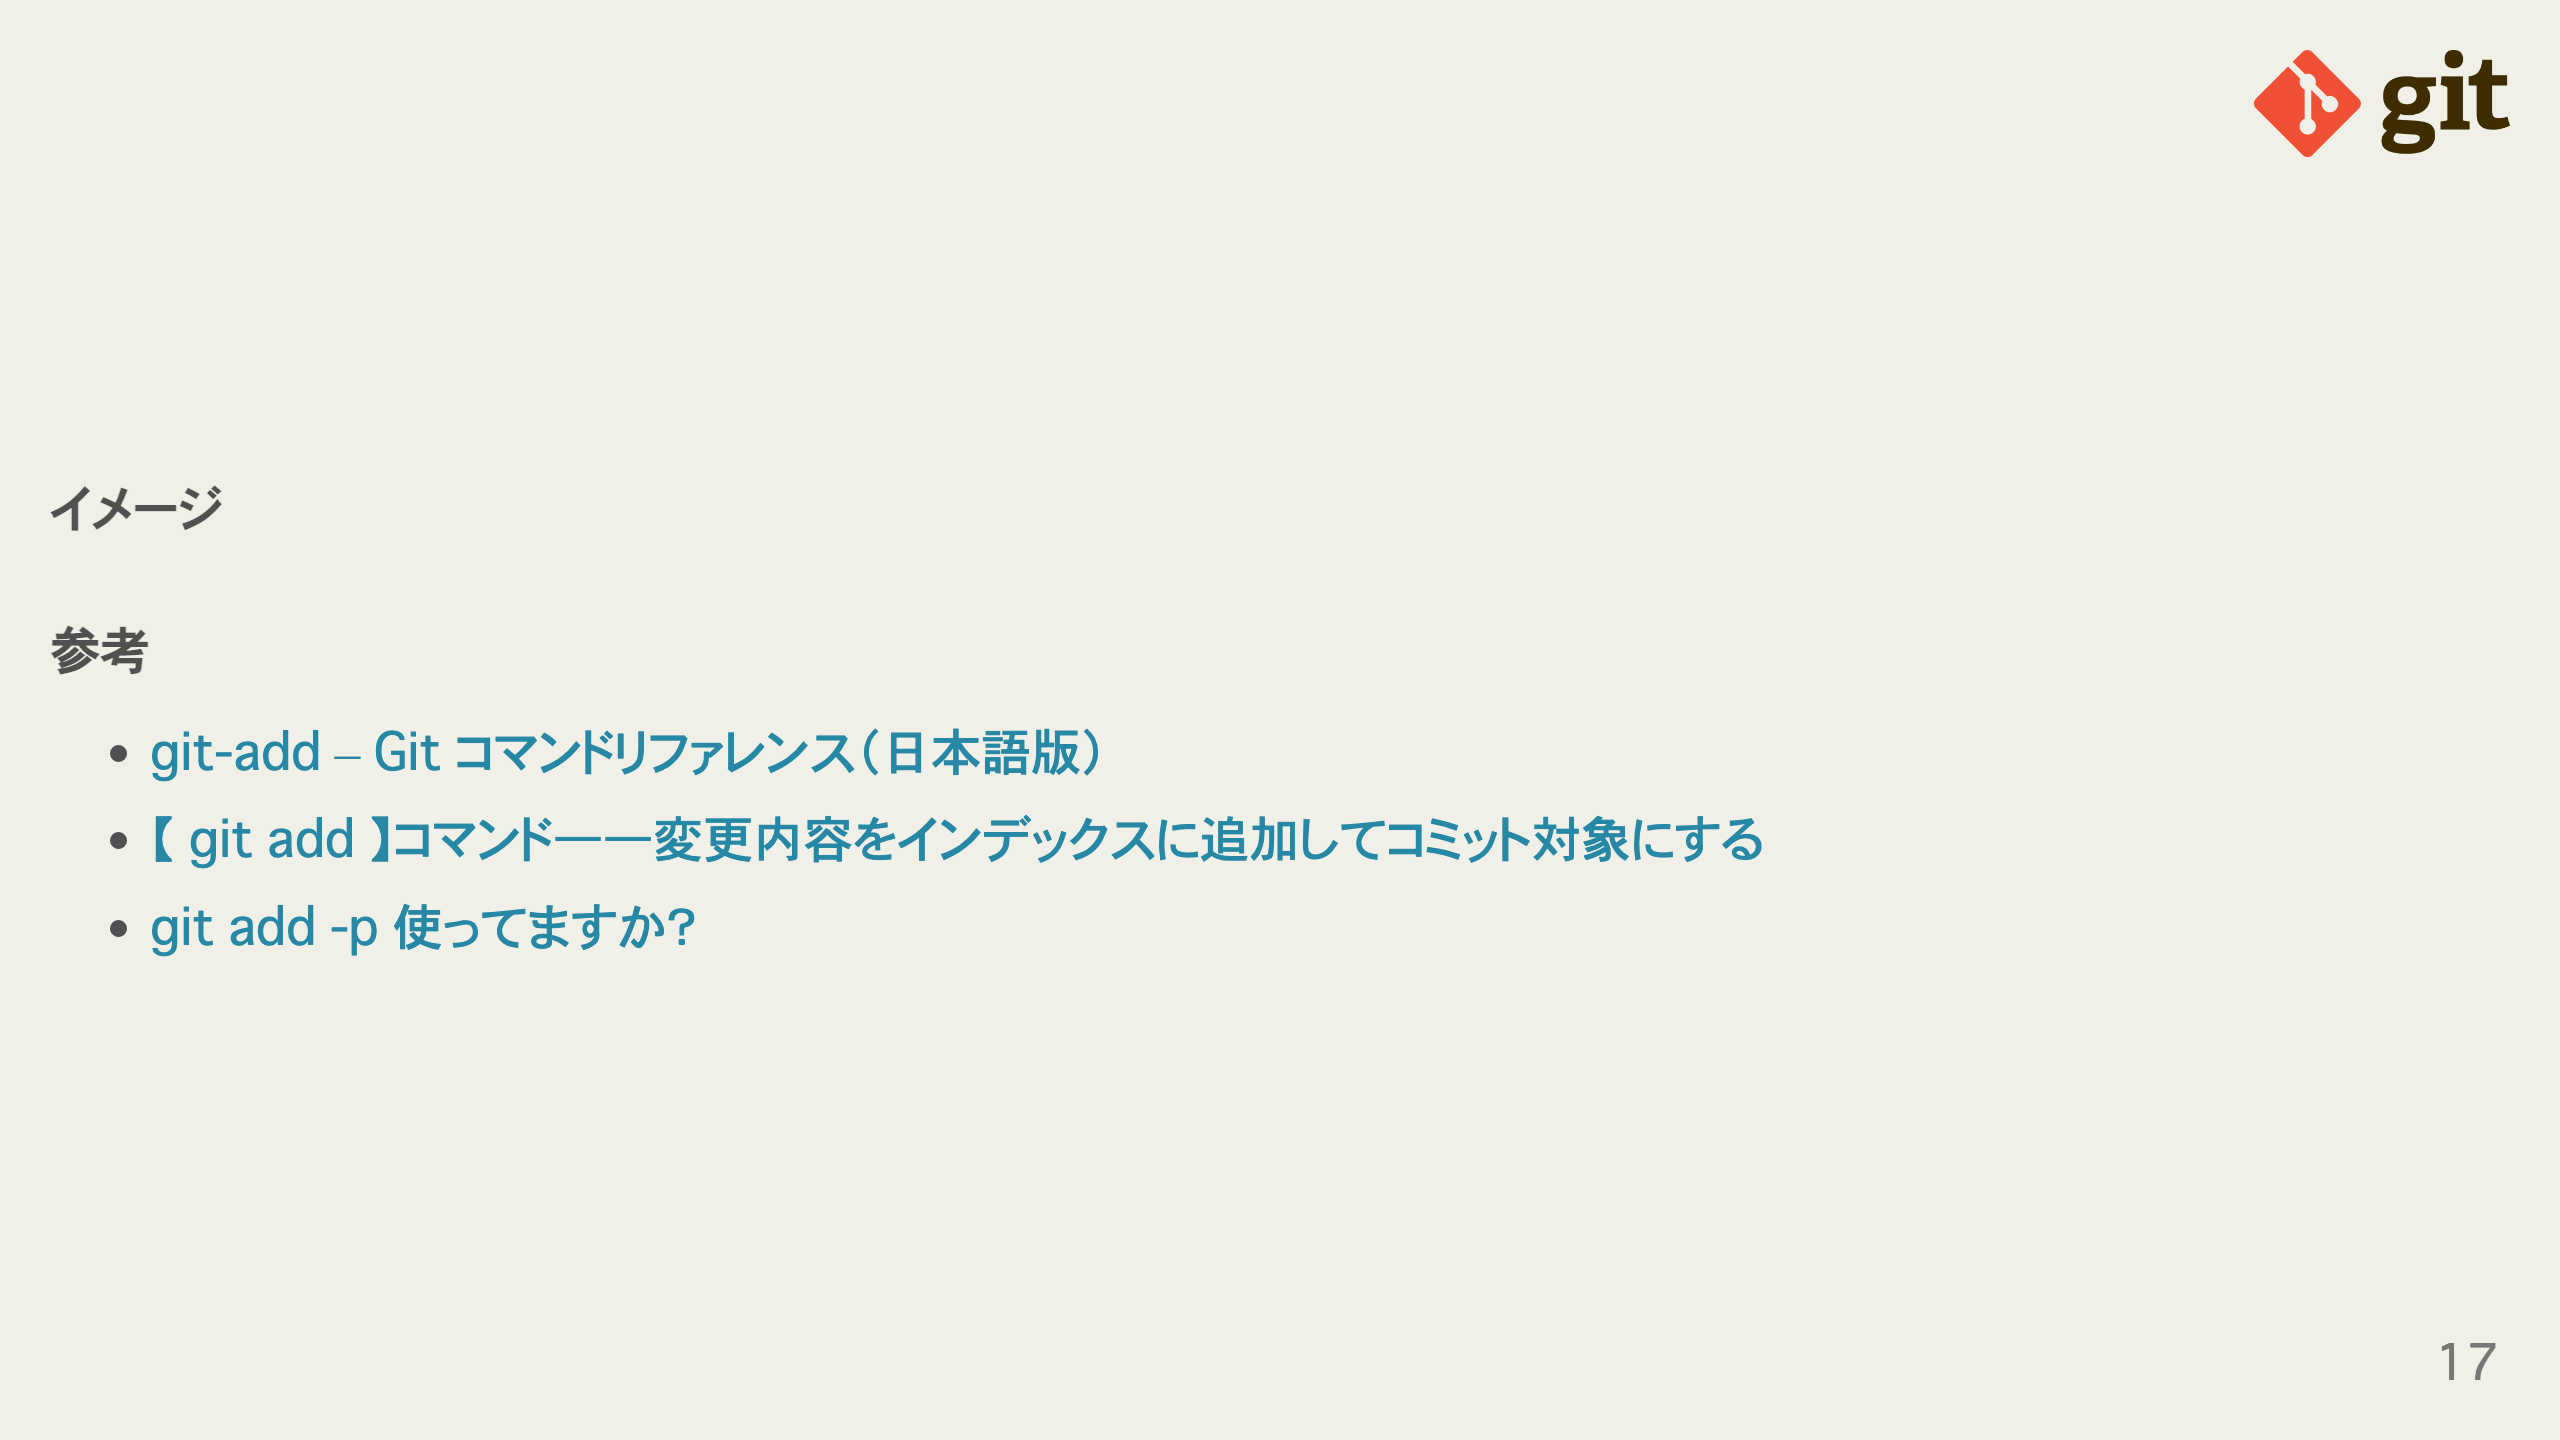 git
イメージ
参考
git-add – Git コマンドリファレンス（日本語版）
【 git add 】コマンド――変更内容をインデックスに追加してコミット対象にする
git add -p 使ってますか？
17